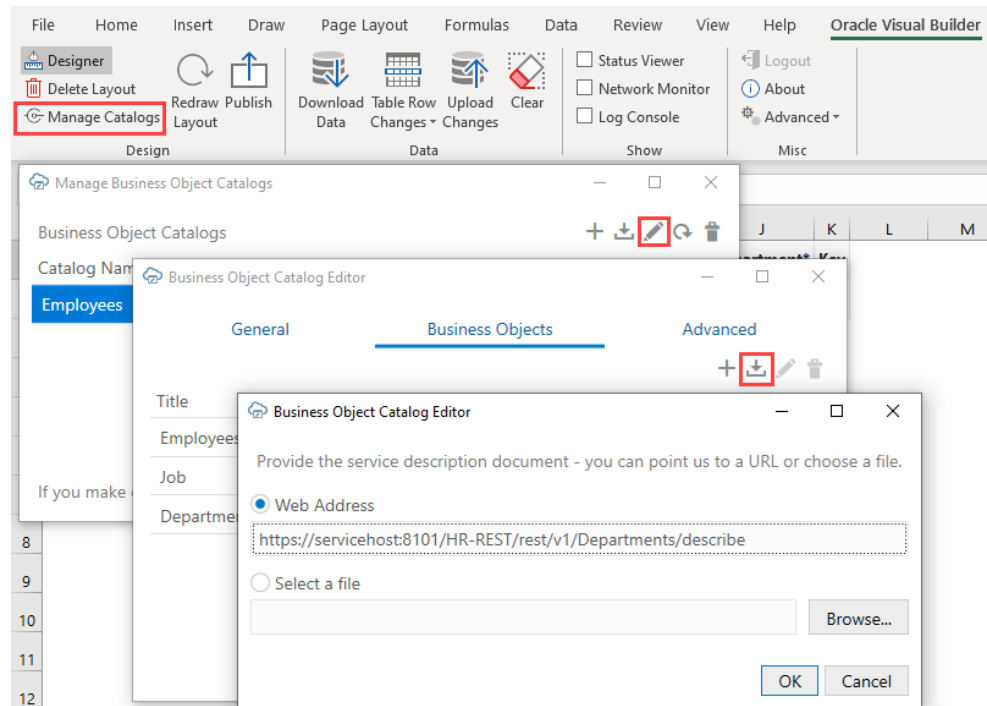 File Home Insert Draw Page Layout Formulas Data Review View Help Oracle Visual Builder
Designer
Delete Layout
Manage Catalogs
Redraw Layout
Publish
Design
Download Data
Table Row Changes
Upload Changes
Clear
Data
Status Viewer
Network Monitor
Log Console
Show
Logout
About
Advanced
Misc
Manage Business Object Catalogs
Business Object Catalogs
J K L M
Catalog Nam
Employees
If you make
Business Object Catalog Editor
General Business Objects Advanced
Title
Employees
Job
Departme
Business Object Catalog Editor
Provide the service description document - you can point us to a URL or choose a file.
Web Address
https://servicehost:8101/HR-REST/rest/v1/Departments/describe
Select a file
Browse...
OK Cancel
8
9
10
11
12